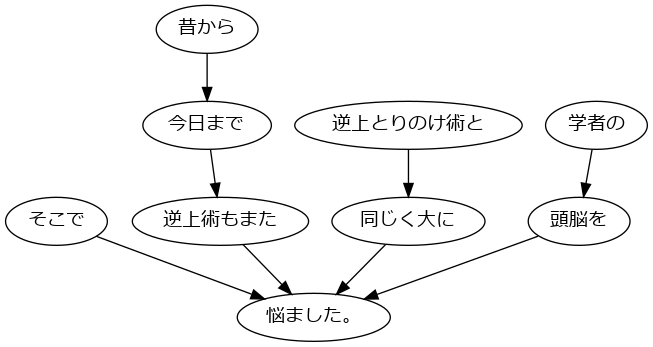 昔から
今日まで
逆上とりのけ術と
学者の
そこで
逆上術もまた
同じく大に
頭脳を
悩ました。